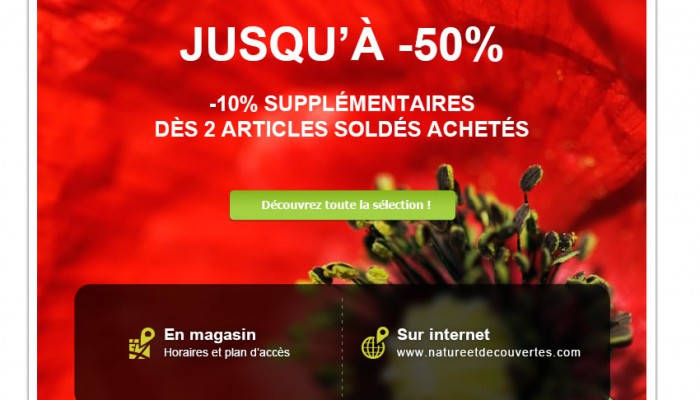 JUSQU’À -50%
-10% SUPPLÉMENTAIRES
DÈS 2 ARTICLES SOLDÉS ACHETÉS
Découvrez toute la sélection !
En magasin
Horaires et plan d'accès
Sur internet
www.natureetdecouvertes.com